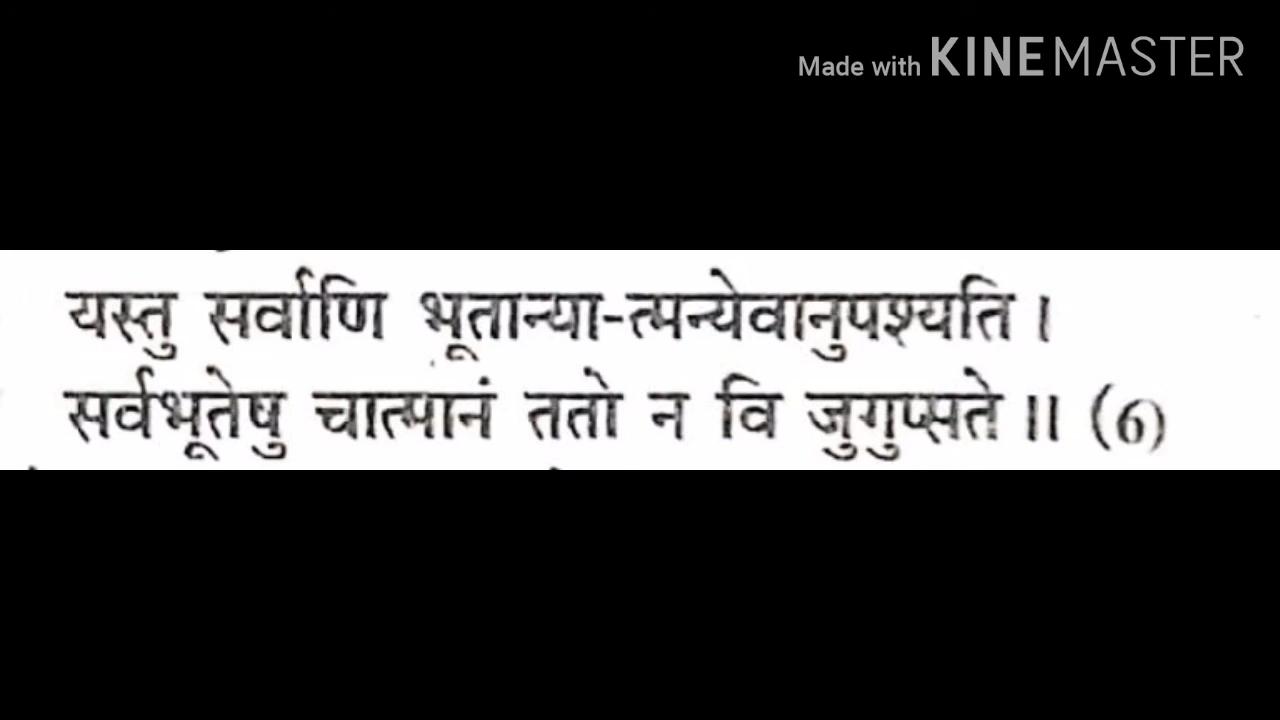 Made with KINEMASTER
यस्तु सर्वाणि भूतान्या-त्मन्येवानुपश्यति ।
सर्वभूतेषु चात्मानं ततो न वि जुगुप्सते ॥ (6)